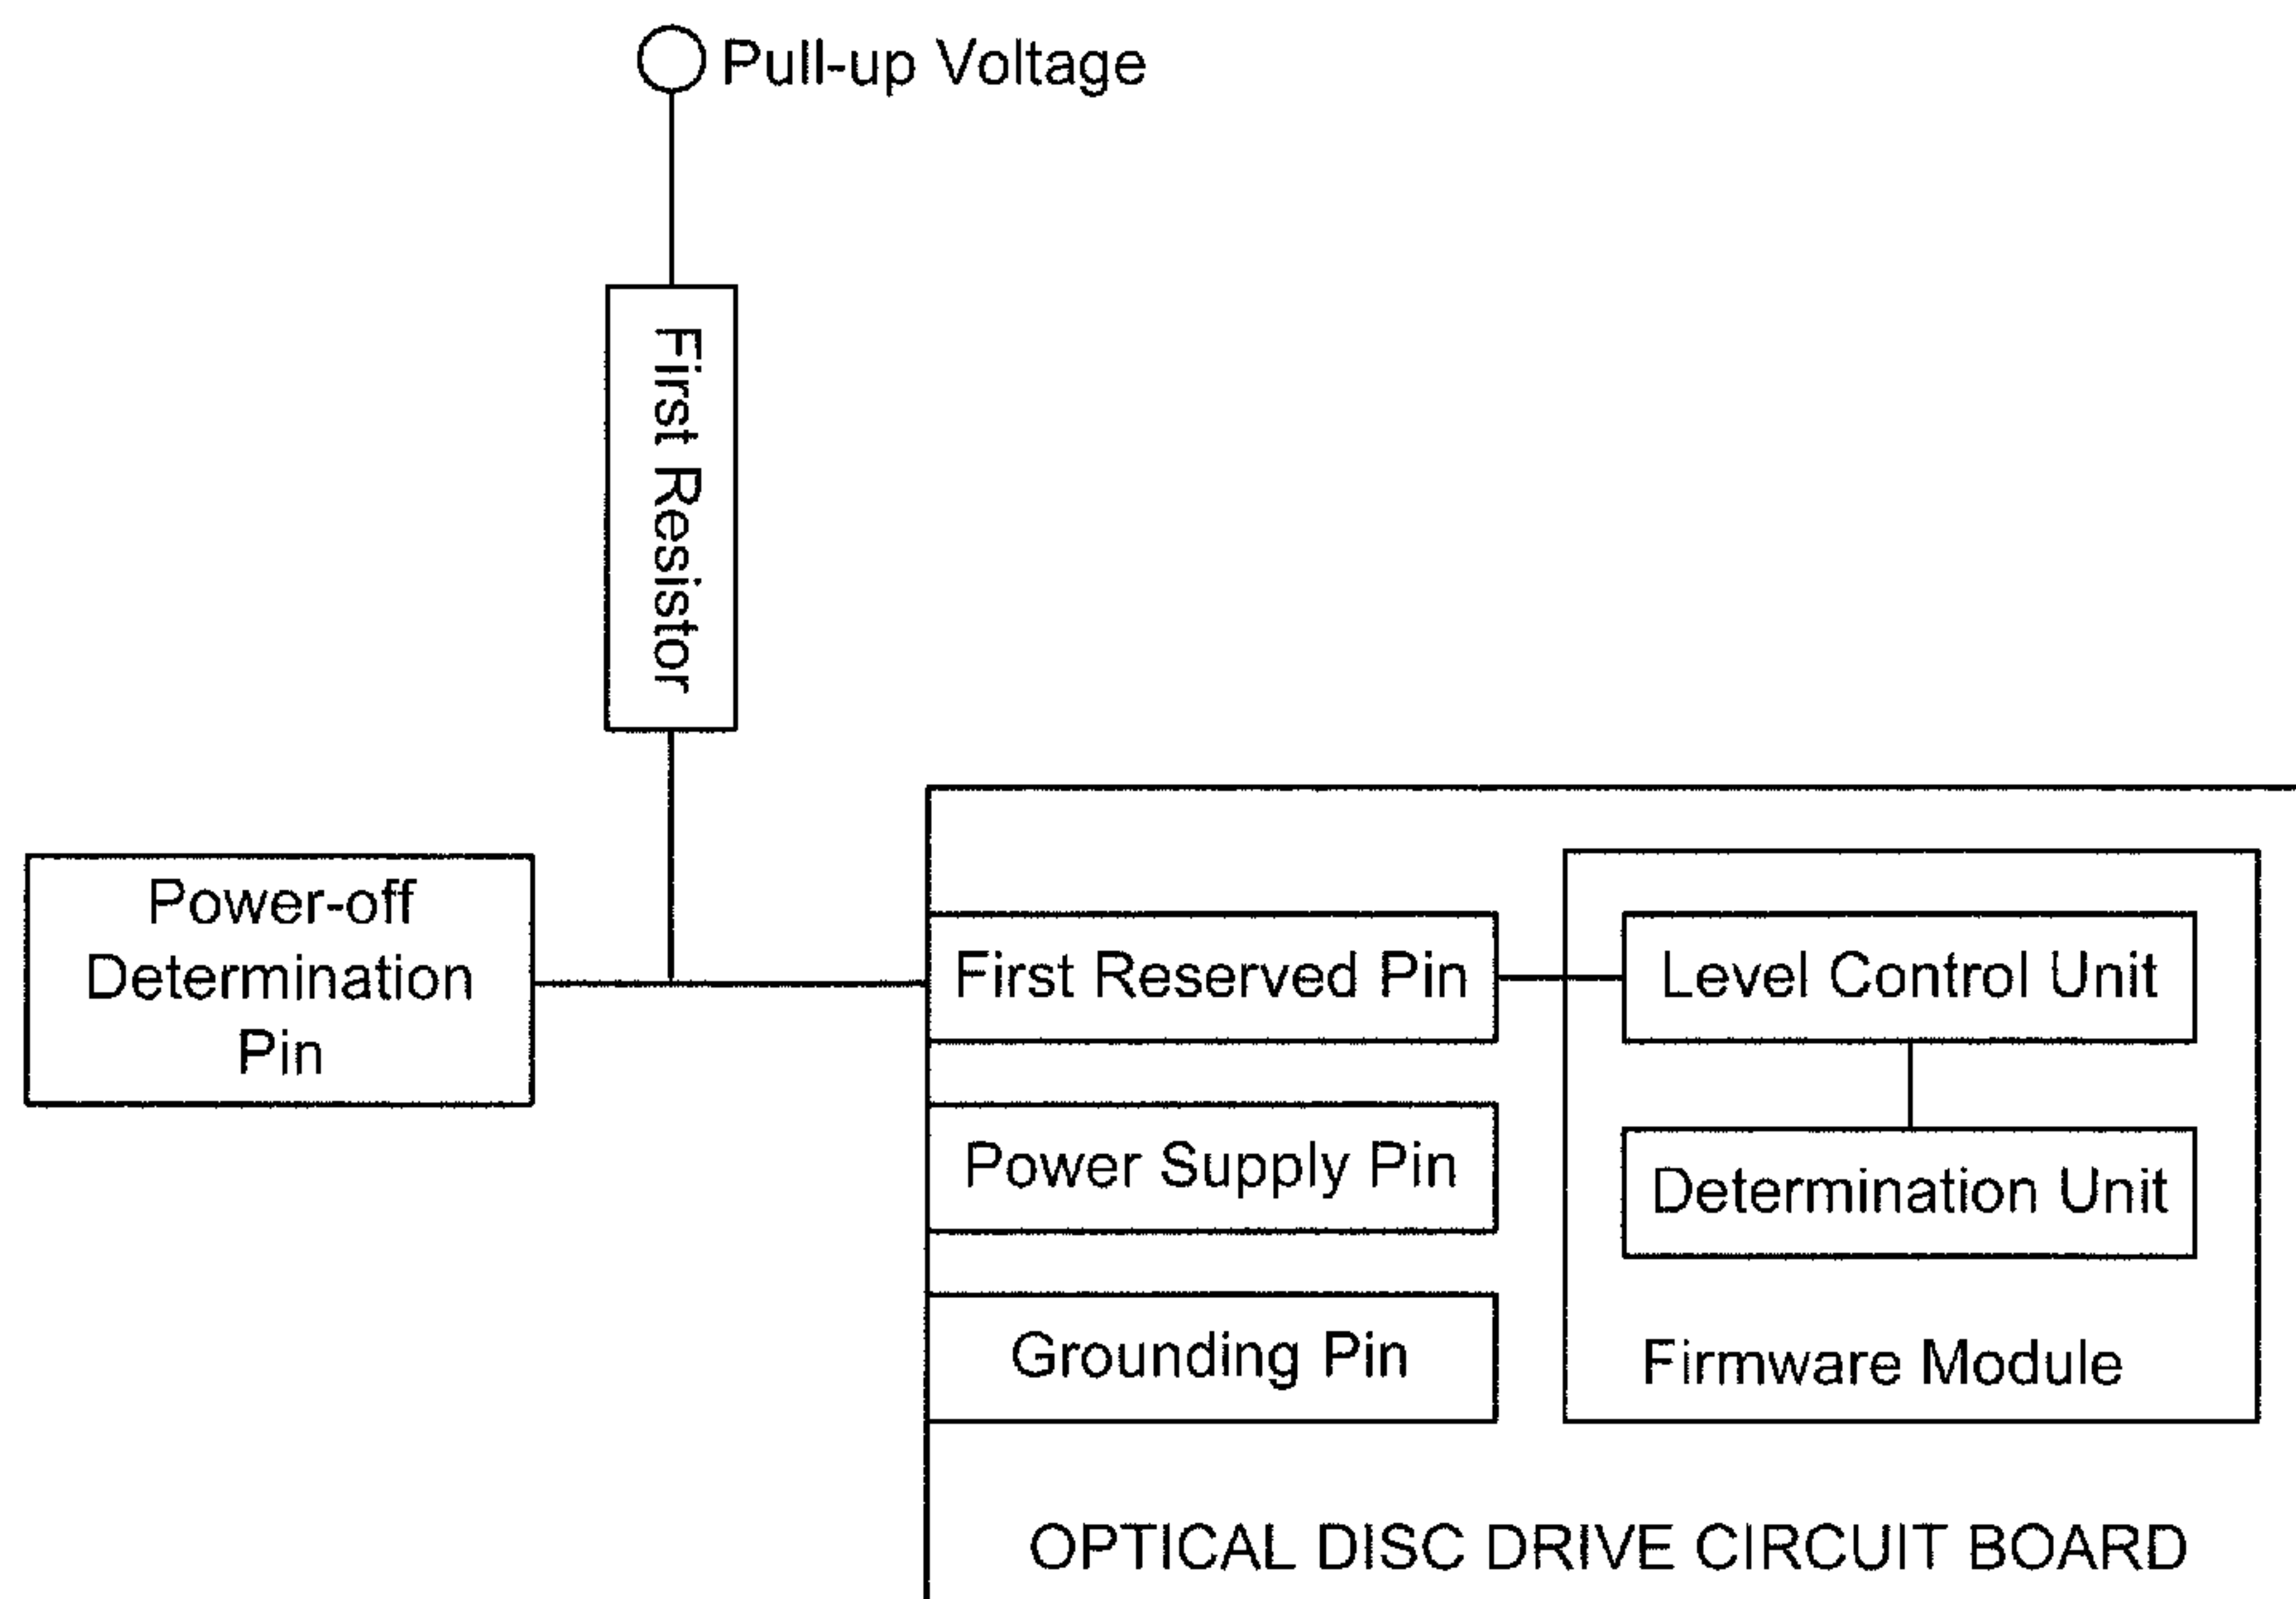 Pull-up Voltage
First Resistor
Power-off
Determination
Pin
First Reserved Pin
Level Control Unit
Power Supply Pin
Determination Unit
Grounding Pin
Firmware Module
OPTICAL DISC DRIVE CIRCUIT BOARD